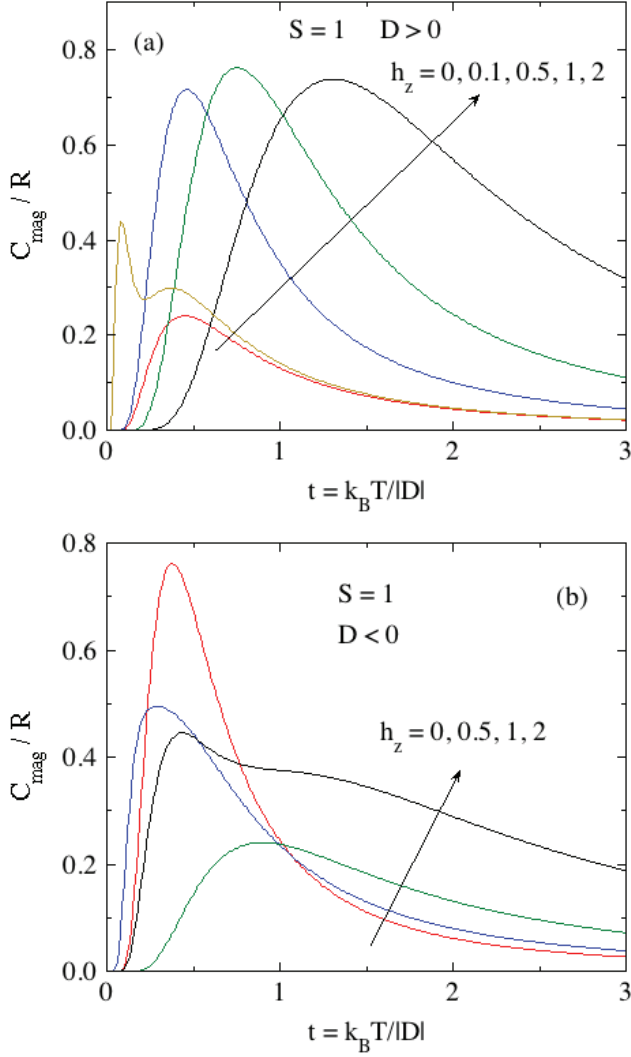 0.8
(a)
S = 1 D > 0
h_z = 0, 0.1, 0.5, 1, 2
0.6
C_mag / R
0.4
0.2
0.0
0 1 2 3
t = k_BT/|D|
0.8
S = 1 (b)
D < 0
0.6
C_mag / R
h_z = 0, 0.5, 1, 2
0.4
0.2
0.0
0 1 2 3
t = k_BT/|D|